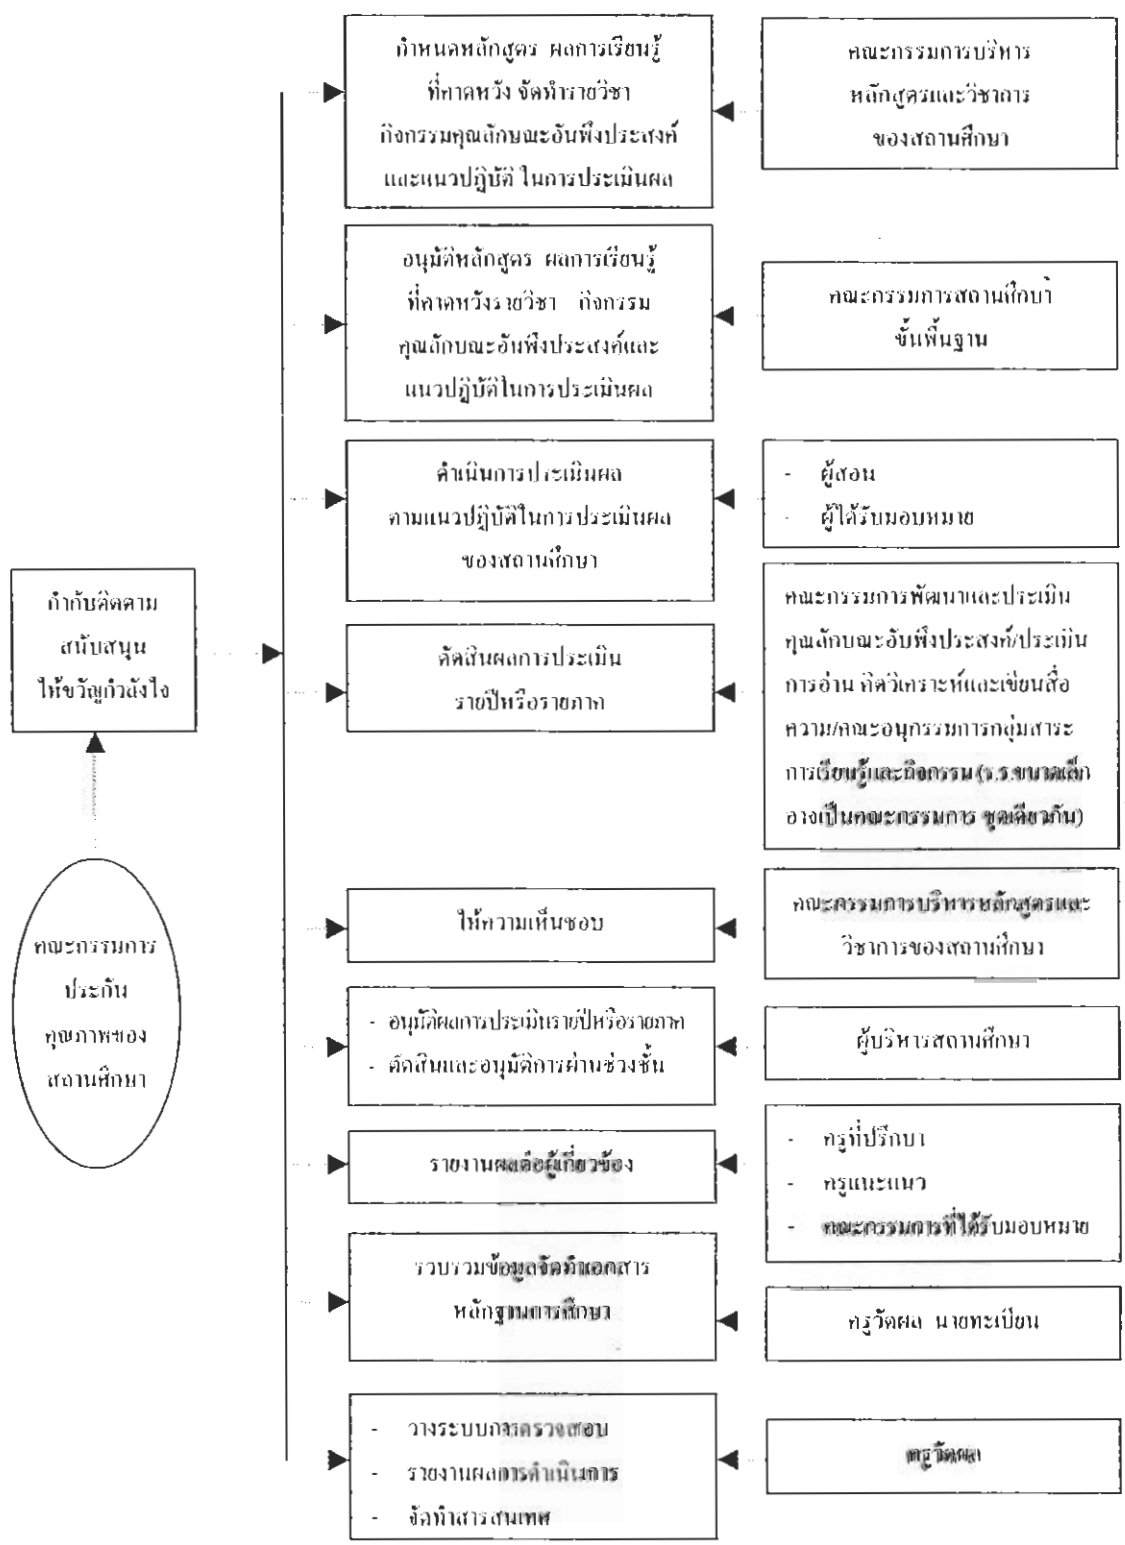 กำหนดหลักสูตร ผลการเรียนรู้
ที่คาดหวัง จัดทำรายวิชา
กิจกรรมคุณลักษณะอันพึงประสงค์
และแนวปฏิบัติ ในการประเมินผล
คณะกรรมการบริหาร
หลักสูตรและวิชาการ
ของสถานศึกษา
อนุมัติหลักสูตร ผลการเรียนรู้
ที่คาดหวังรายวิชา กิจกรรม
คุณลักษณะอันพึงประสงค์และ
แนวปฏิบัติในการประเมินผล
คณะกรรมการสถานศึกษา
ขั้นพื้นฐาน
ดำเนินการประเมินผล
ตามแนวปฏิบัติในการประเมินผล
ของสถานศึกษา
- ผู้สอน
- ผู้ได้รับมอบหมาย
กำกับติดตาม
สนับสนุน
ให้ขวัญกำลังใจ
ตัดสินผลการประเมิน
รายปีหรือรายภาค
คณะกรรมการพัฒนาและประเมิน
คุณลักษณะอันพึงประสงค์/ประเมิน
การอ่าน คิดวิเคราะห์และเขียนสื่อ
ความ/คณะอนุกรรมการกลุ่มสาระ
การเรียนรู้และกิจกรรม (ร.ร.ขนาดเล็ก
อาจเป็นคณะกรรมการ ชุดเดียวกัน)
คณะกรรมการ
ประกัน
คุณภาพของ
สถานศึกษา
ให้ความเห็นชอบ
คณะกรรมการบริหารหลักสูตรและ
วิชาการของสถานศึกษา
- อนุมัติผลการประเมินรายปีหรือรายภาค
- ตัดสินและอนุมัติการผ่านช่วงชั้น
ผู้บริหารสถานศึกษา
รายงานผลต่อผู้เกี่ยวข้อง
- ครูที่ปรึกษา
- ครูแนะแนว
- คณะกรรมการที่ได้รับมอบหมาย
รวบรวมข้อมูลจัดทำเอกสาร
หลักฐานการศึกษา
ครูวัดผล นายทะเบียน
- วางระบบการตรวจสอบ
- รายงานผลการดำเนินการ
- จัดทำสารสนเทศ
ครูวัดผล